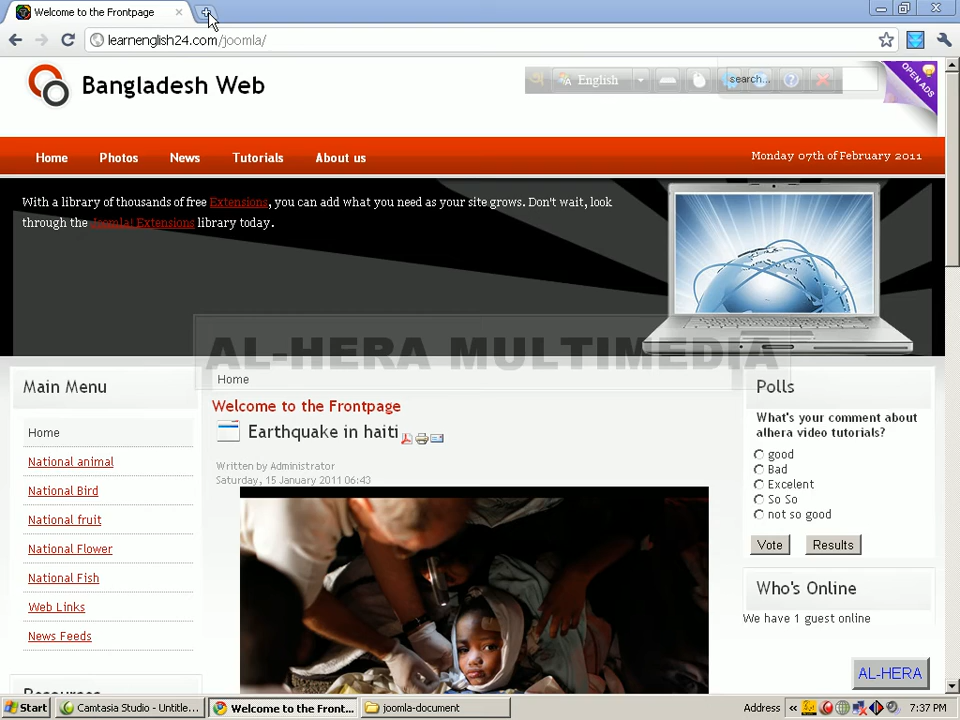 Welcome to the Frontpage
learnenglish24.com/joomla/
Bangladesh Web
English
search...
OPEN ADS
Home
Photos
News
Tutorials
About us
Monday 07th of February 2011
With a library of thousands of free Extensions, you can add what you need as your site grows. Don't wait, look
through the Joomla! Extensions library today.
AL-HERA MULTIMEDIA
Main Menu
Home
National animal
National Bird
National fruit
National Flower
National Fish
Web Links
News Feeds
Resources
Home
Welcome to the Frontpage
Earthquake in haiti
Written by Administrator
Saturday, 15 January 2011 06:43
Polls
What's your comment about
alhera video tutorials?
good
Bad
Excelent
So So
not so good
Vote
Results
Who's Online
We have 1 guest online
AL-HERA
Start
Camtasia Studio - Untitle...
Welcome to the Front...
joomla-document
Address
«
7:37 PM